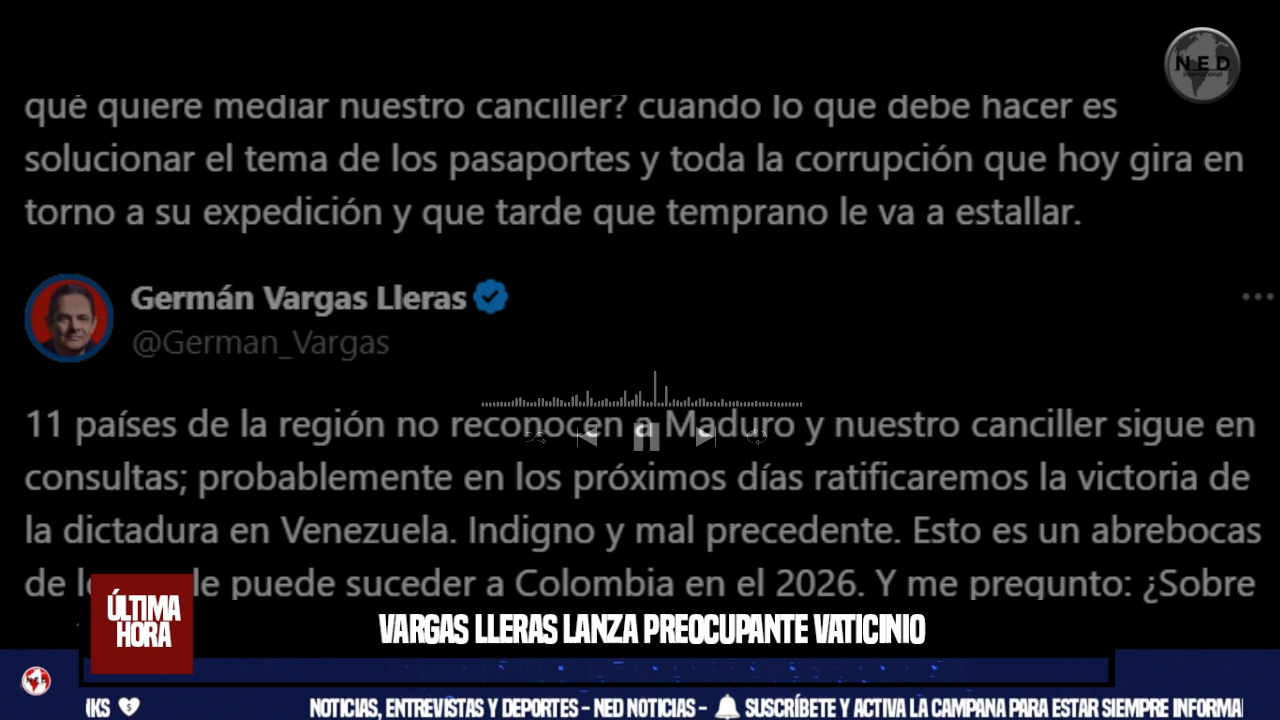 NED
international
qué quiere mediar nuestro canciller? cuando lo que debe hacer es
solucionar el tema de los pasaportes y toda la corrupción que hoy gira en
torno a su expedición y que tarde que temprano le va a estallar.
Germán Vargas Lleras
@German_Vargas
11 países de la región no reconocen a Maduro y nuestro canciller sigue en
consultas; probablemente en los próximos días ratificaremos la victoria de
la dictadura en Venezuela. Indigno y mal precedente. Esto es un abrebocas
de le puede suceder a Colombia en el 2026. Y me pregunto: ¿Sobre
ÚLTIMA
HORA
VARGAS LLERAS LANZA PREOCUPANTE VATICINIO
NOTICIAS, ENTREVISTAS Y DEPORTES - NED NOTICIAS - SUSCRÍBETE Y ACTIVA LA CAMPANA PARA ESTAR SIEMPRE INFORMA